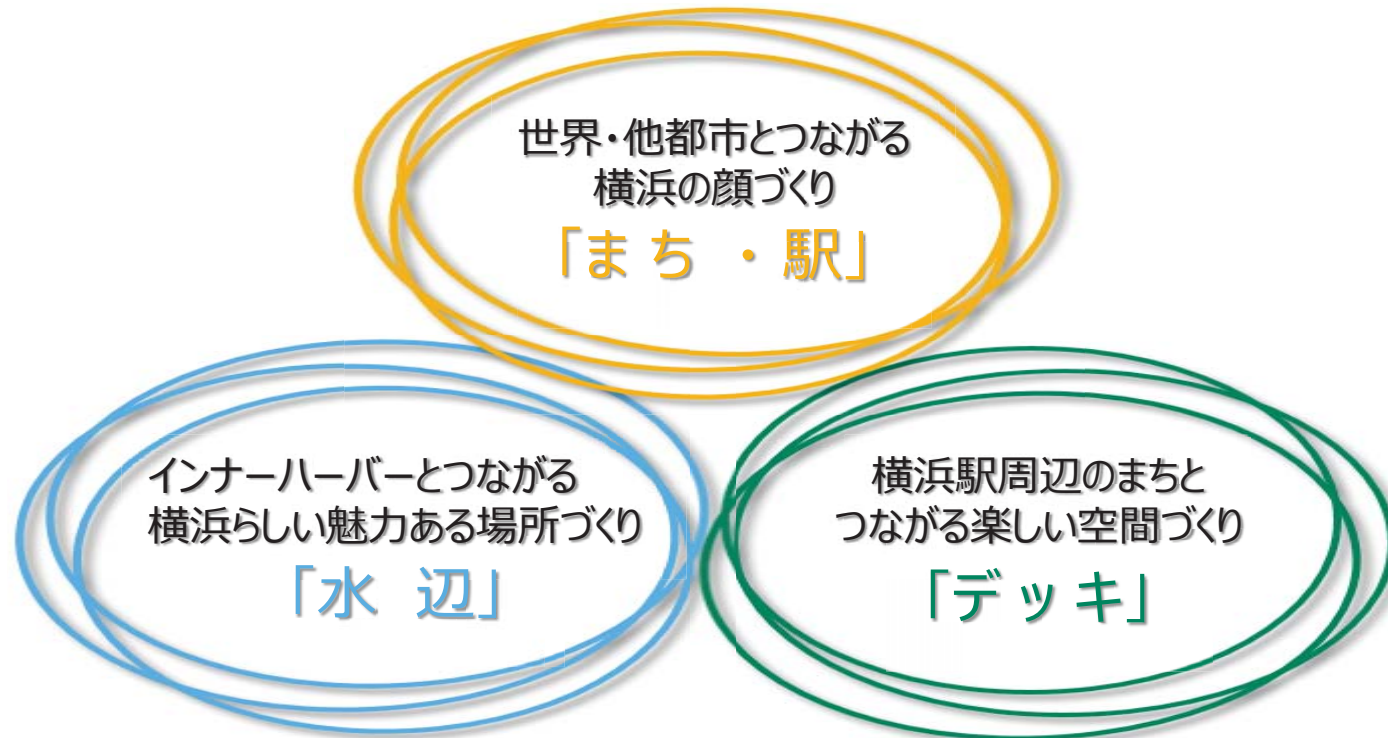 世界・他都市とつながる
横浜の顔づくり
「まち・駅」
インナーハーバーとつながる
横浜らしい魅力ある場所づくり
「水 辺」
横浜駅周辺のまちと
つながる楽しい空間づくり
「デッキ」